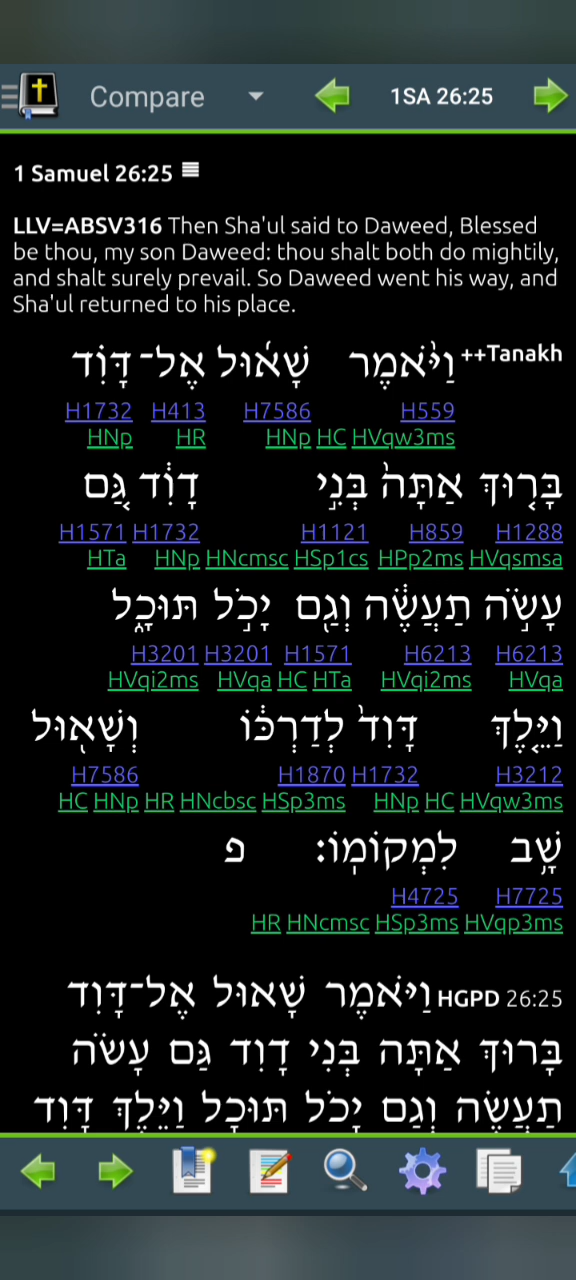 Compare
1SA 26:25
1 Samuel 26:25
LLV=ABSV316 Then Sha'ul said to Daweed, Blessed
be thou, my son Daweed: thou shalt both do mightily,
and shalt surely prevail. So Daweed went his way, and
Sha'ul returned to his place.
++Tanakh וַיֹּ֨אמֶר שָׁא֜וּל אֶל־ דָּוִ֗ד
H1732 H413 H7586 H559
HNp HR HNp HC HVqw3ms
בָּר֤וּךְ אַתָּה֙ בְּנִ֣י דָוִ֔ד גַּ֚ם
H1571 H1732 H1121 H859 H1288
HTa HNp HNcmsc HSp1cs HPp2ms HVqsmsa
עָשֹׂ֣ה תַעֲשֶׂ֔ה וְגַ֖ם יָכֹ֣ל תּוּכָ֑ל
H3201 H3201 H1571 H6213 H6213
HVqi2ms HVqa HC HTa HVqi2ms HVqa
וַיֵּ֤לֶךְ דָּוִד֙ לְדַרְכּ֔וֹ וְשָׁא֖וּל
H7586 H1870 H1732 H3212
HC HNp HR HNcbsc HSp3ms HNp HC HVqw3ms
שָׁ֥ב לִמְקוֹמֽוֹ׃ פ
H4725 H7725
HR HNcmsc HSp3ms HVqp3ms
HGPD 26:25 וַיֹּאמֶר שָׁאוּל אֶל־דָּוִד
בָּרוּךְ אַתָּה בְּנִי דָוִד גַּם עָשֹׂה
תַעֲשֶׂה וְגַם יָכֹל תּוּכָל וַיֵּלֶךְ דָּוִד